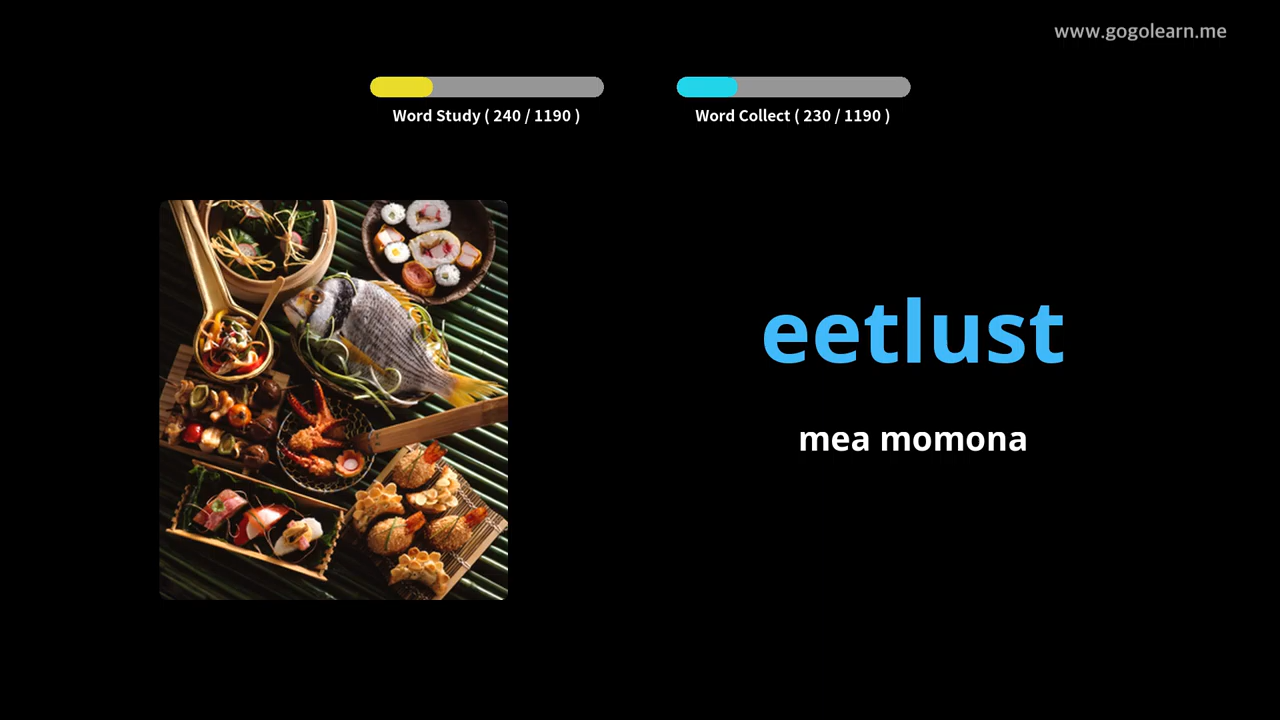 www.gogolearn.me
Word Study ( 240 / 1190 )
Word Collect ( 230 / 1190 )
eetlust
mea momona